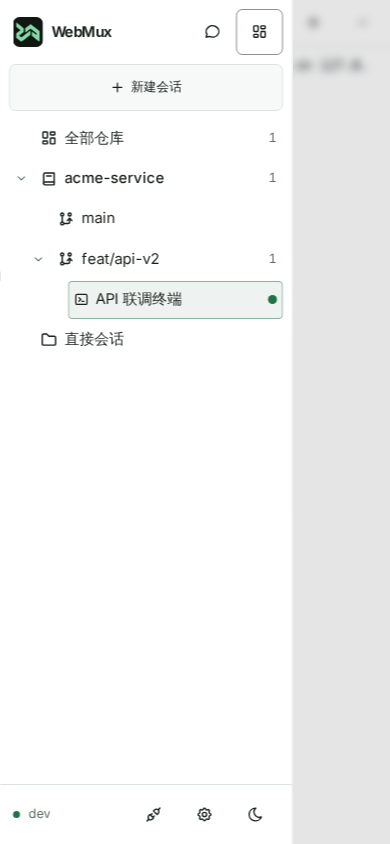 WebMux
新建会话
全部仓库 1
acme-service 1
main
feat/api-v2 1
API 联调终端
直接会话
dev